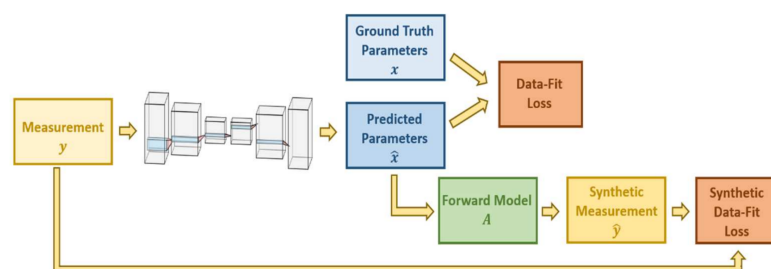 Ground Truth
Parameters
x
Data-Fit
Loss
Measurement
y
Predicted
Parameters
x̂
Forward Model
A
Synthetic
Measurement
ŷ
Synthetic
Data-Fit
Loss